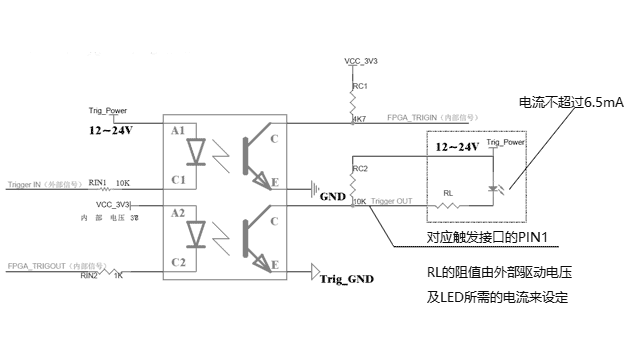 VCC_3V3
RC1
4K7
FPGA_TRIGIN（内部信号）
电流不超过6.5mA
Trig_Power
12～24V
A1
C
12～24V
Trig_Power
RC2
C1
E
GND
Trigger IN（外部信号）
RIN1 10K
RL
10K
Trigger OUT
VCC_3V3
内 部 电压 3V
A2
C
对应触发接口的PIN1
C2
E
FPGA_TRIGOUT（内部信号）
RIN2 1K
Trig_GND
RL的阻值由外部驱动电压
及LED所需的电流来设定